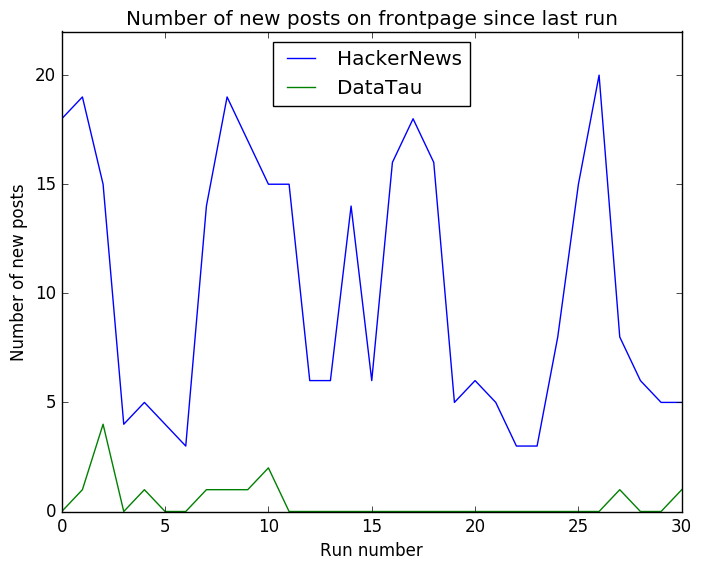 Number of new posts on frontpage since last run
HackerNews
DataTau
Number of new posts
20
15
10
5
0
0 5 10 15 20 25 30
Run number